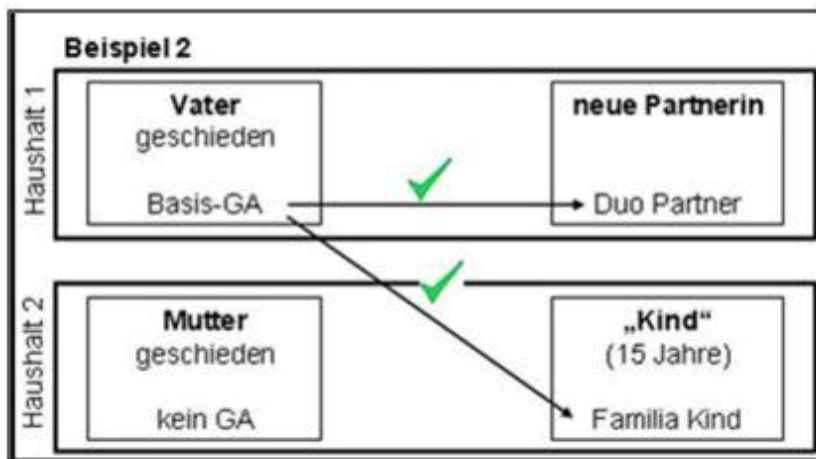 Beispiel 2
Haushalt 1
Vater
geschieden
Basis-GA
neue Partnerin
Duo Partner
Haushalt 2
Mutter
geschieden
kein GA
„Kind“
(15 Jahre)
Familia Kind